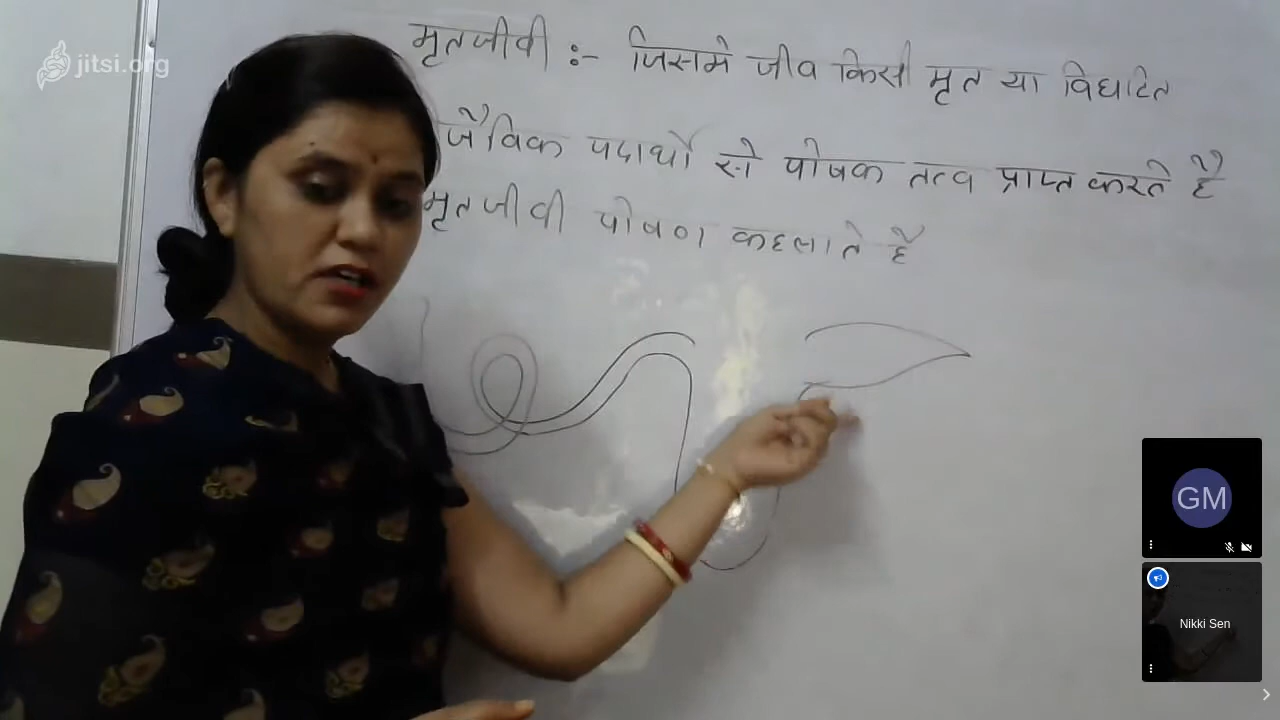 jitsi.org
मृतजीवी :- जिसमे जीव किसी मृत या विघटित
जैविक पदार्थों से पोषक तत्व प्राप्त करते है
मृतजीवी पोषण कहलाते है
GM
Nikki Sen